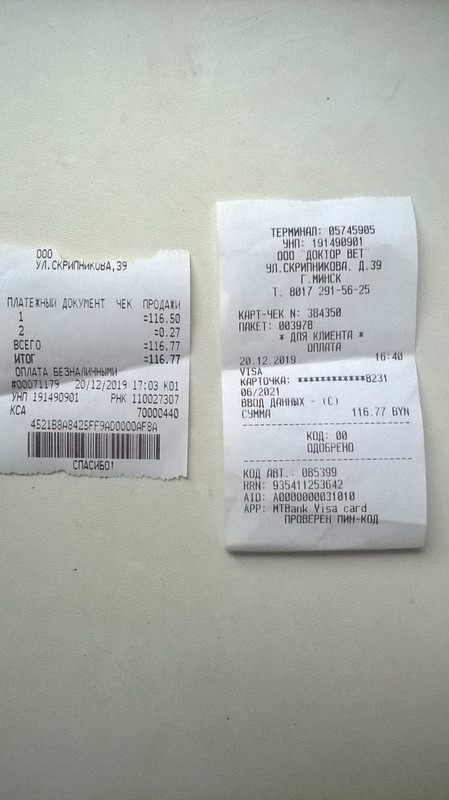 ООО
УЛ.СКРИПНИКОВА,39
ПЛАТЕЖНЫЙ ДОКУМЕНТ ЧЕК ПРОДАЖИ
1 =116.50
2 =0.27
ВСЕГО =116.77
ИТОГ =116.77
ОПЛАТА БЕЗНАЛИЧНЫМИ
#00071179 20/12/2019 17:03 К01
УНП 191490901 РНК 110027307
КСА 70000440
4521B8A8425FF9AD0000AF8A
СПАСИБО!
ТЕРМИНАЛ: 05745905
УНП: 191490901
ООО "ДОКТОР ВЕТ"
УЛ.СКРИПНИКОВА, Д.39
Г.МИНСК
Т. 8017 291-56-25
КАРТ-ЧЕК N: 384350
ПАКЕТ: 003978
* ДЛЯ КЛИЕНТА *
ОПЛАТА
20.12.2019 16:40
VISA
КАРТОЧКА: ************8231
06/2021
ВВОД ДАННЫХ - (C)
СУММА 116.77 BYN
КОД: 00
ОДОБРЕНО
КОД АВТ.: 085399
RRN: 935411253642
AID: A0000000031010
APP: MTBank Visa card
ПРОВЕРЕН ПИН-КОД